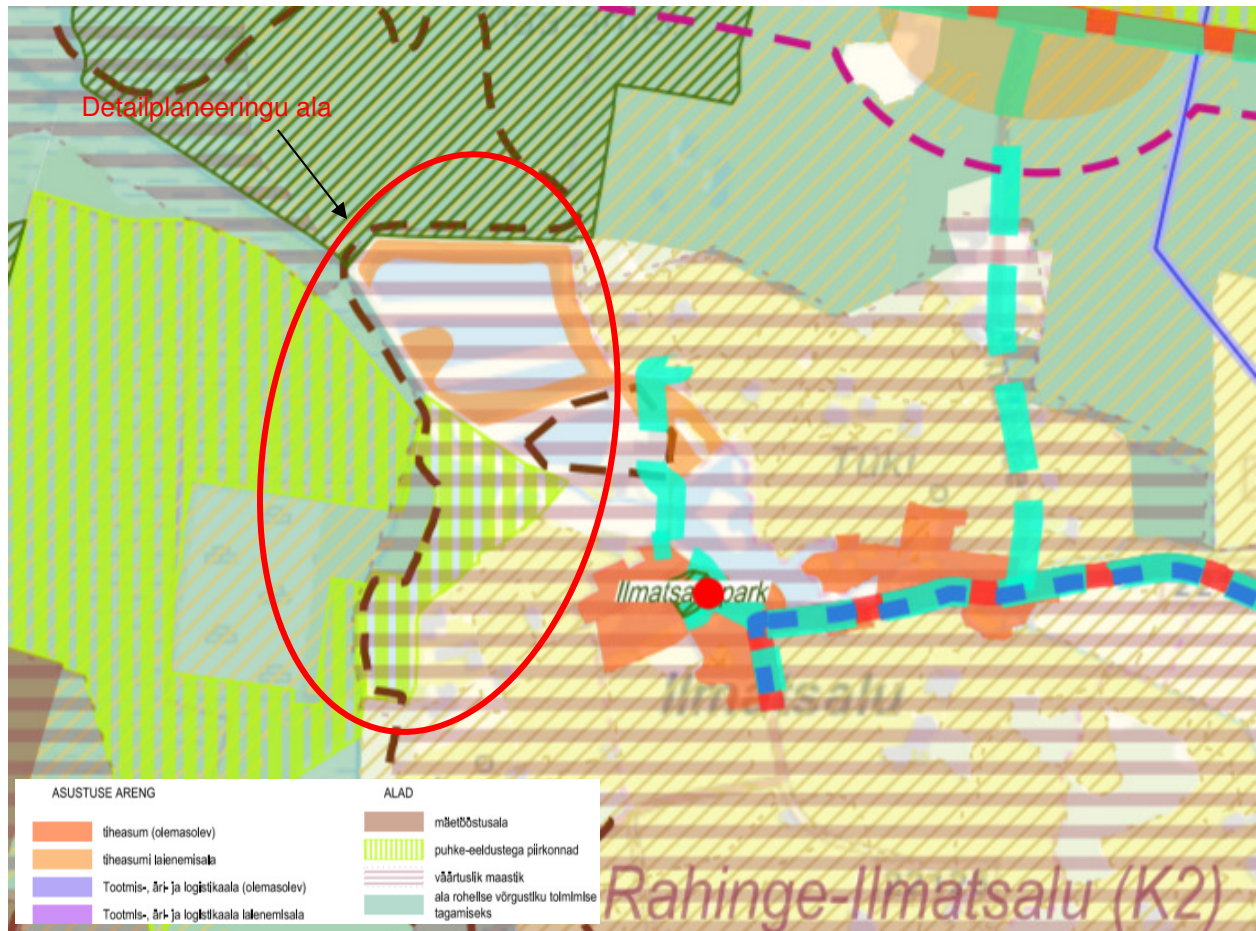 Detailplaneeringu ala
Tüki
Ilmatsalu park
Ilmatsalu
Rahinge-Ilmatsalu (K2)
ASUSTUSE ARENG
tiheasum (olemasolev)
tiheasumi laienemisala
Tootmis-, äri- ja logistikaala (olemasolev)
Tootmis-, äri- ja logistikaala laienemisala
ALAD
mäetööstusala
puhke-eeldustega piirkonnad
väärtuslik maastik
ala rohelise võrgustiku toimimise
tagamiseks